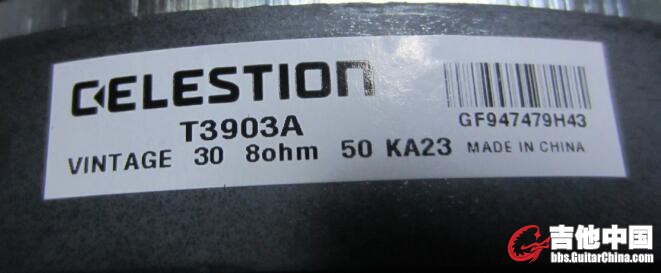 CELESTION
T3903A
VINTAGE 30 8ohm 50 KA23
GF947479H43
MADE IN CHINA
吉他中国
bbs.GuitarChina.com